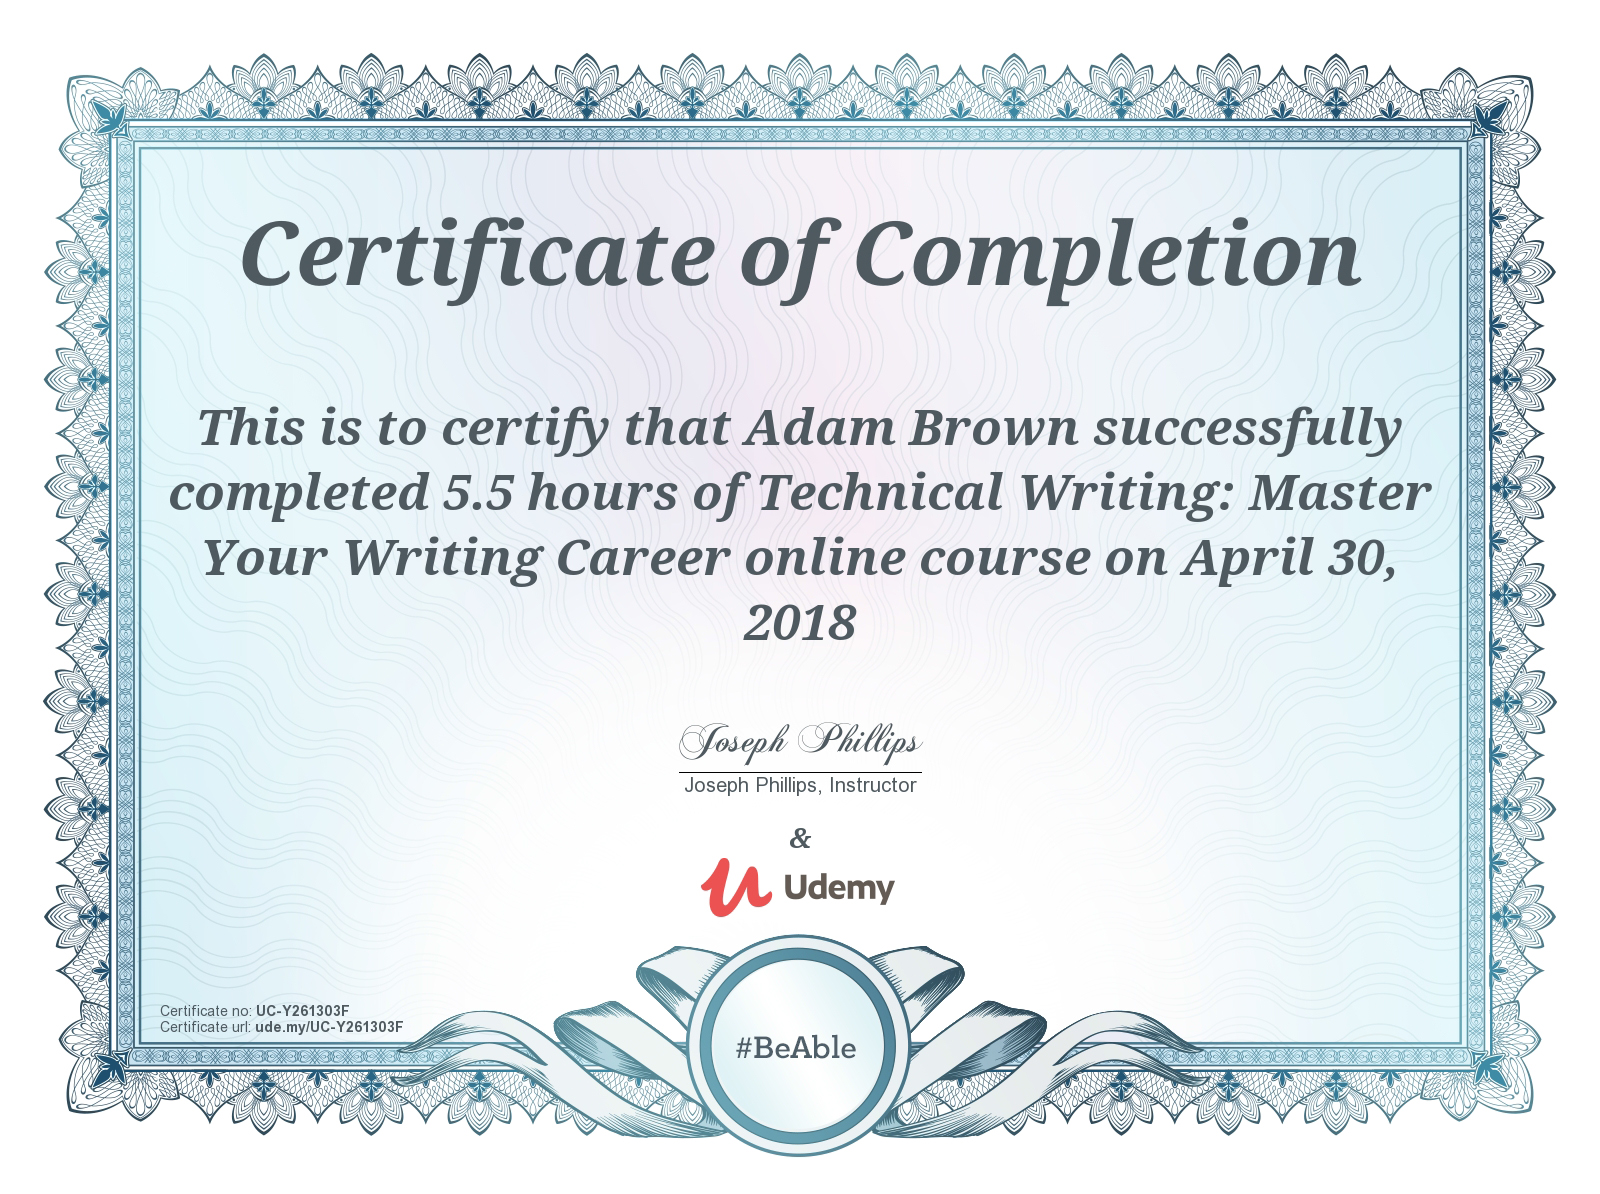 Certificate of Completion
This is to certify that Adam Brown successfully
completed 5.5 hours of Technical Writing: Master
Your Writing Career online course on April 30,
2018
Joseph Phillips
Joseph Phillips, Instructor
&
Udemy
Certificate no: UC-Y261303F
Certificate url: ude.my/UC-Y261303F
#BeAble